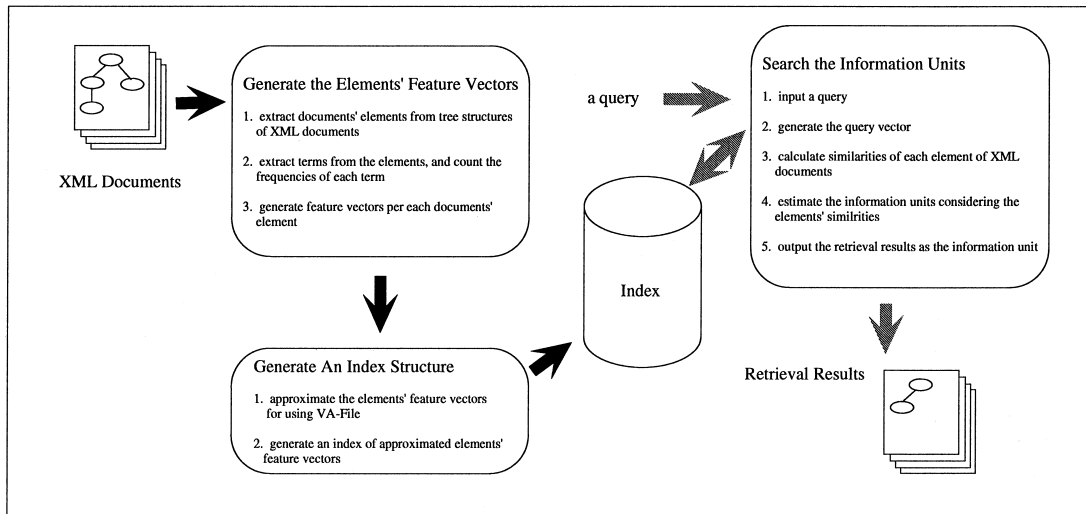 XML Documents
Generate the Elements' Feature Vectors
1. extract documents' elements from tree structures
of XML documents
2. extract terms from the elements, and count the
frequencies of each term
3. generate feature vectors per each documents'
element
Generate An Index Structure
1. approximate the elements' feature vectors
for using VA-File
2. generate an index of approximated elements'
feature vectors
Index
a query
Search the Information Units
1. input a query
2. generate the query vector
3. calculate similarities of each element of XML
documents
4. estimate the information units considering the
elements' similrities
5. output the retrieval results as the information unit
Retrieval Results